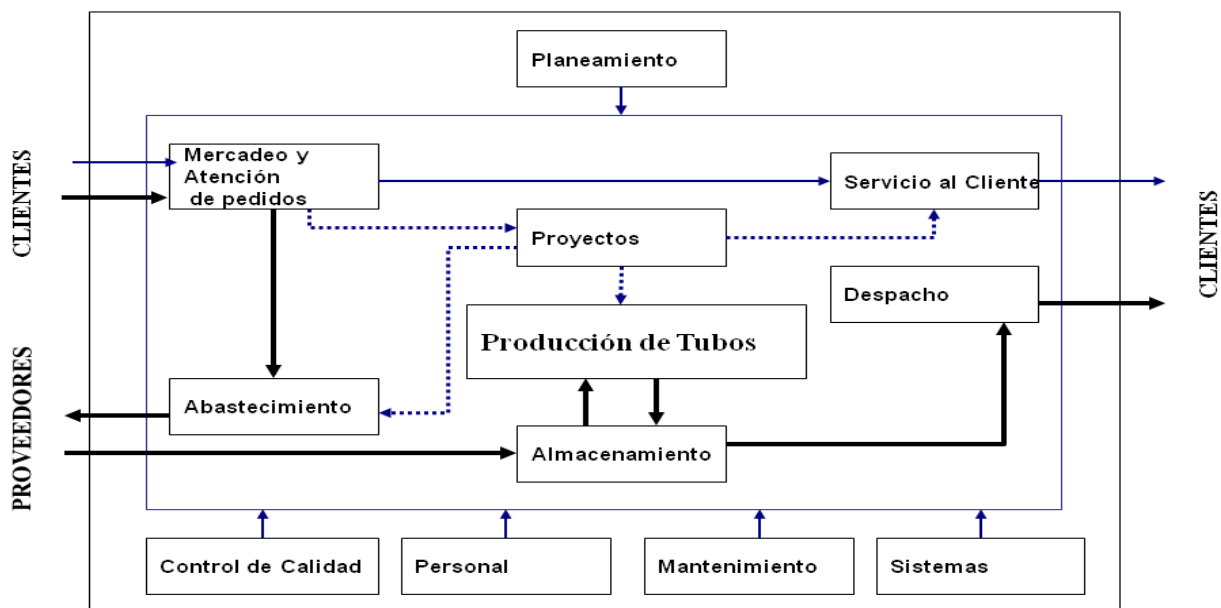 Planeamiento
CLIENTES
Mercadeo y
Atención
de pedidos
Servicio al Cliente
CLIENTES
Proyectos
Despacho
Producción de Tubos
PROVEEDORES
Abastecimiento
Almacenamiento
Control de Calidad
Personal
Mantenimiento
Sistemas